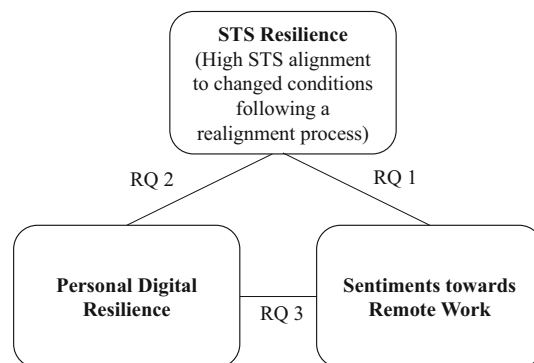 STS Resilience
(High STS alignment
to changed conditions
following a
realignment process)
RQ 2
RQ 1
Personal Digital
Resilience
RQ 3
Sentiments towards
Remote Work